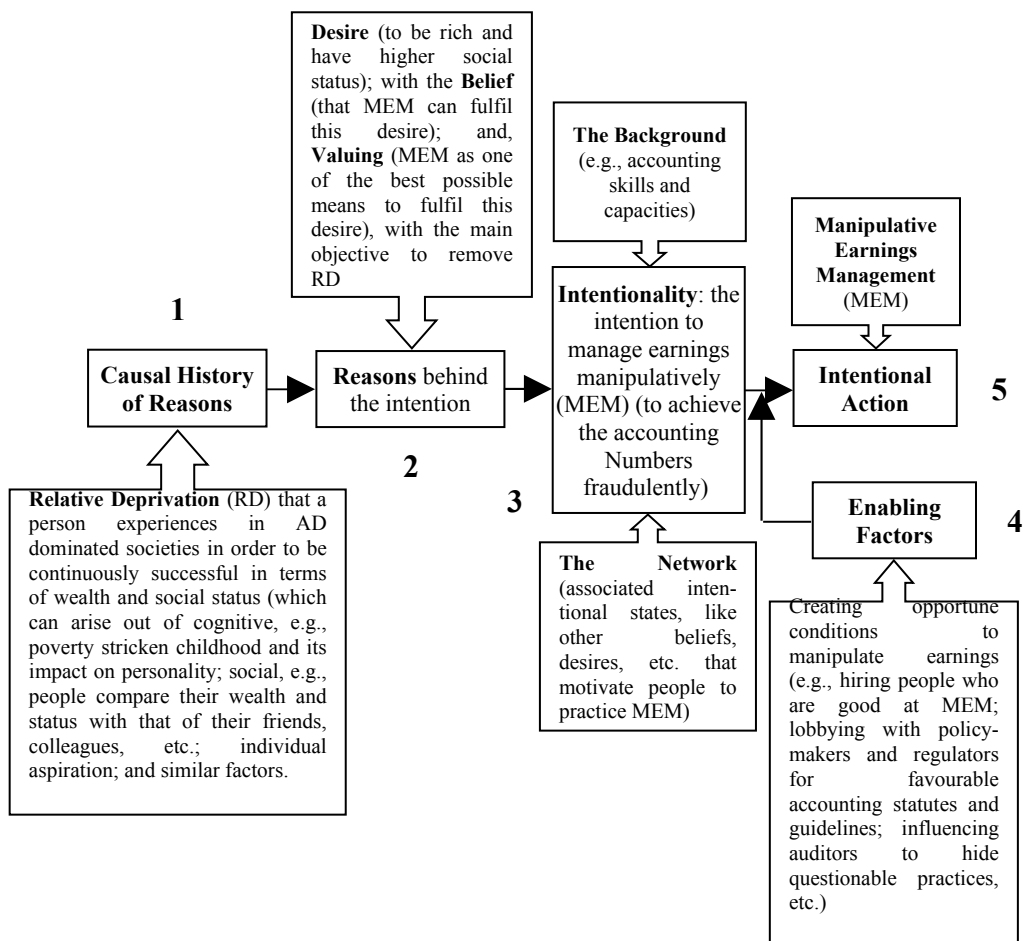 Desire (to be rich and
have higher social
status); with the Belief
(that MEM can fulfil
this desire); and,
Valuing (MEM as one
of the best possible
means to fulfil this
desire), with the main
objective to remove
RD
The Background
(e.g., accounting
skills and
capacities)
Manipulative
Earnings
Management
(MEM)
1
Causal History
of Reasons
Reasons behind
the intention
2
Intentionality: the
intention to
manage earnings
manipulatively
(MEM) (to achieve
the accounting
Numbers
fraudulently)
3
Intentional
Action
5
Enabling
Factors
4
Relative Deprivation (RD) that a
person experiences in AD
dominated societies in order to be
continuously successful in terms
of wealth and social status (which
can arise out of cognitive, e.g.,
poverty stricken childhood and its
impact on personality; social, e.g.,
people compare their wealth and
status with that of their friends,
colleagues, etc.; individual
aspiration; and similar factors.
The Network
(associated inten-
tional states, like
other beliefs,
desires, etc. that
motivate people to
practice MEM)
Creating opportune
conditions to
manipulate earnings
(e.g., hiring people who
are good at MEM;
lobbying with policy-
makers and regulators
for favourable
accounting statutes and
guidelines; influencing
auditors to hide
questionable practices,
etc.)